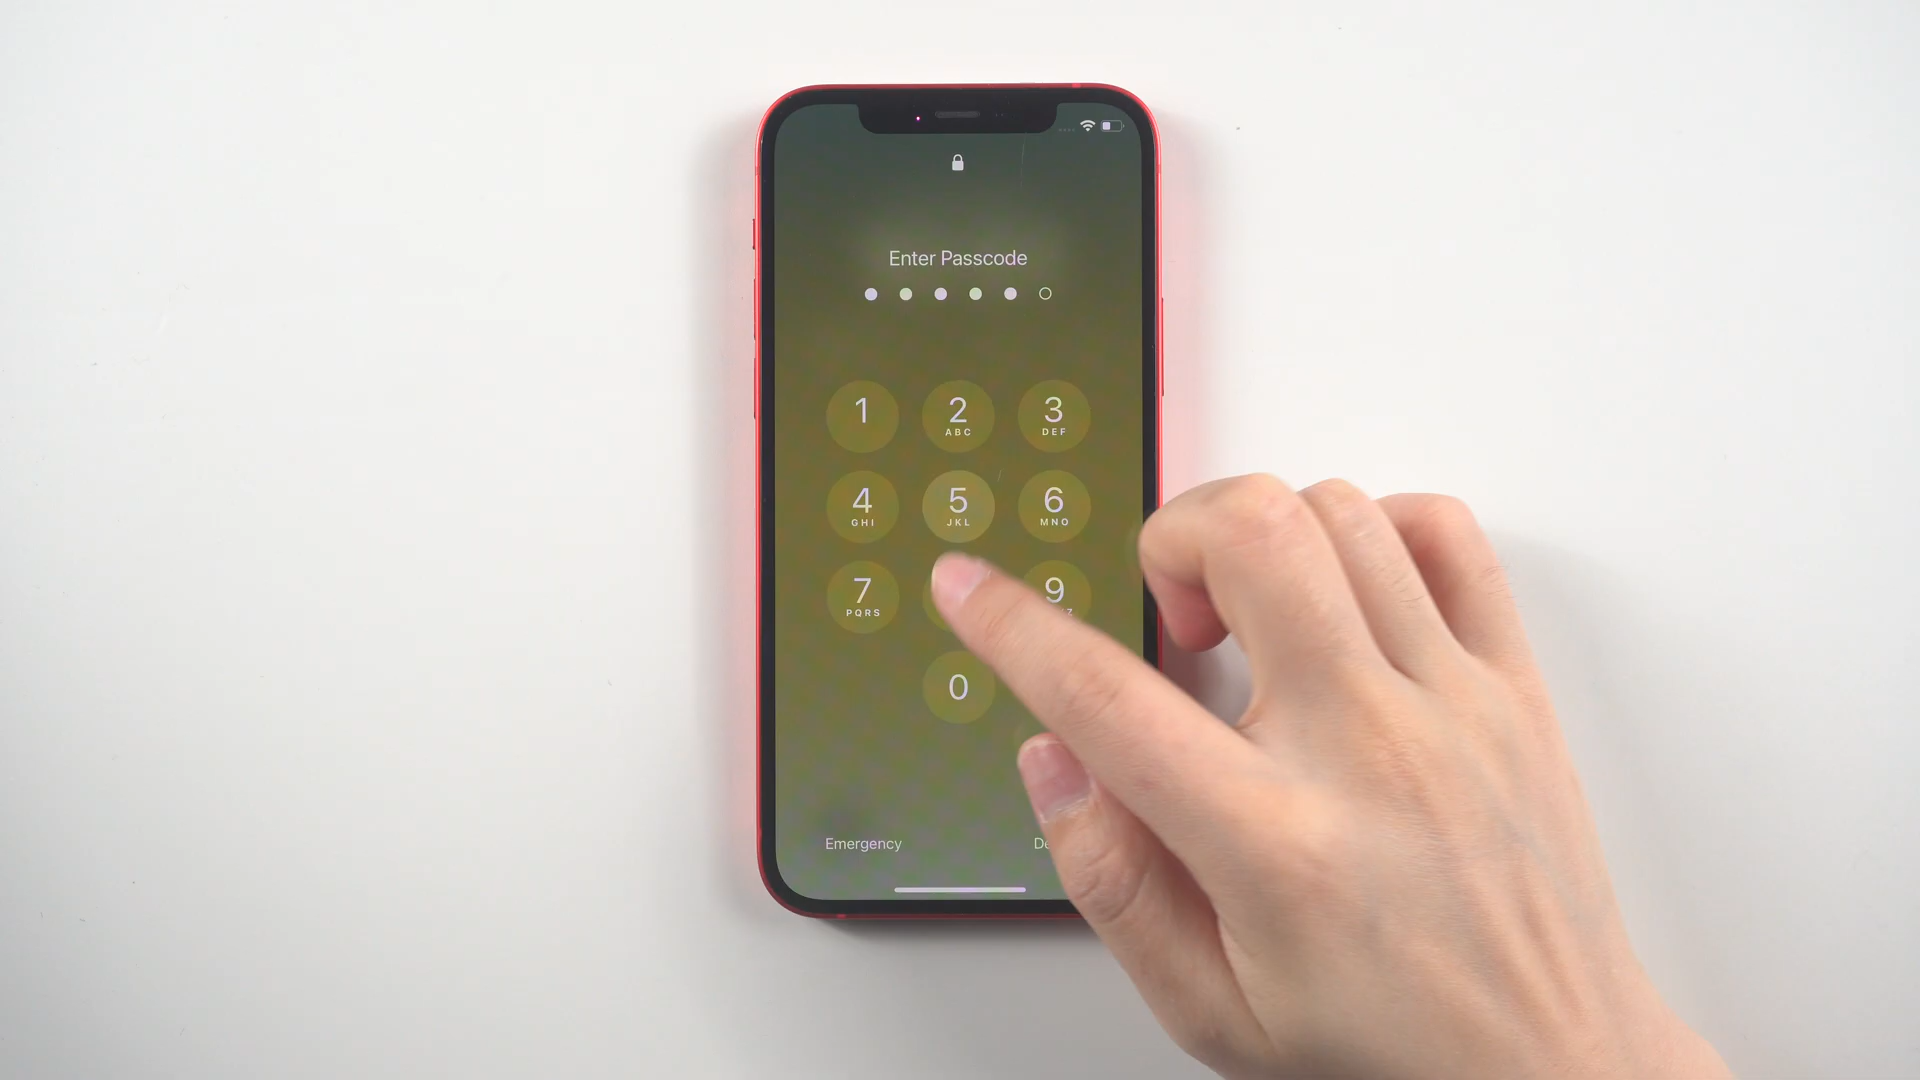 Enter Passcode
1 2 3
ABC DEF
4 5 6
GHI JKL MNO
7 9
PQRS
0
Emergency